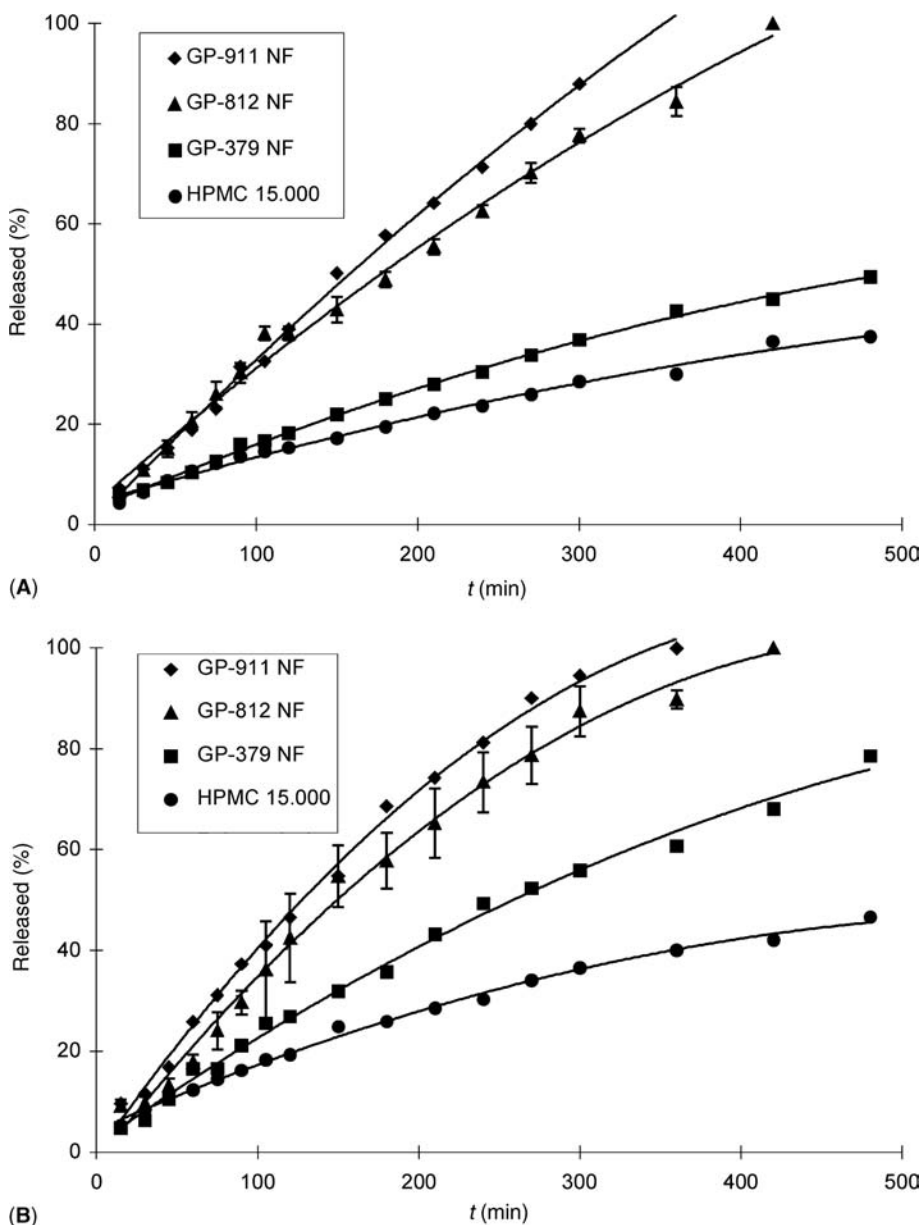 100
80
60
40
20
0
Released (%)
GP-911 NF
GP-812 NF
GP-379 NF
HPMC 15.000
0 100 200 300 400 500
t (min)
(A)
100
80
60
40
20
0
Released (%)
GP-911 NF
GP-812 NF
GP-379 NF
HPMC 15.000
0 100 200 300 400 500
t (min)
(B)